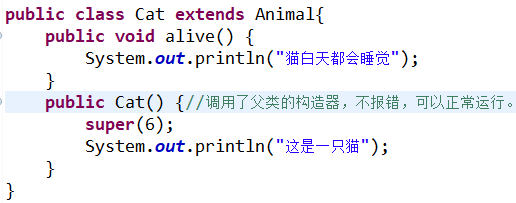 public class Cat extends Animal{
    public void alive() {
        System.out.println("猫白天都会睡觉");
    }
    public Cat() {//调用了父类的构造器，不报错，可以正常运行。
        super(6);
        System.out.println("这是一只猫");
    }
}